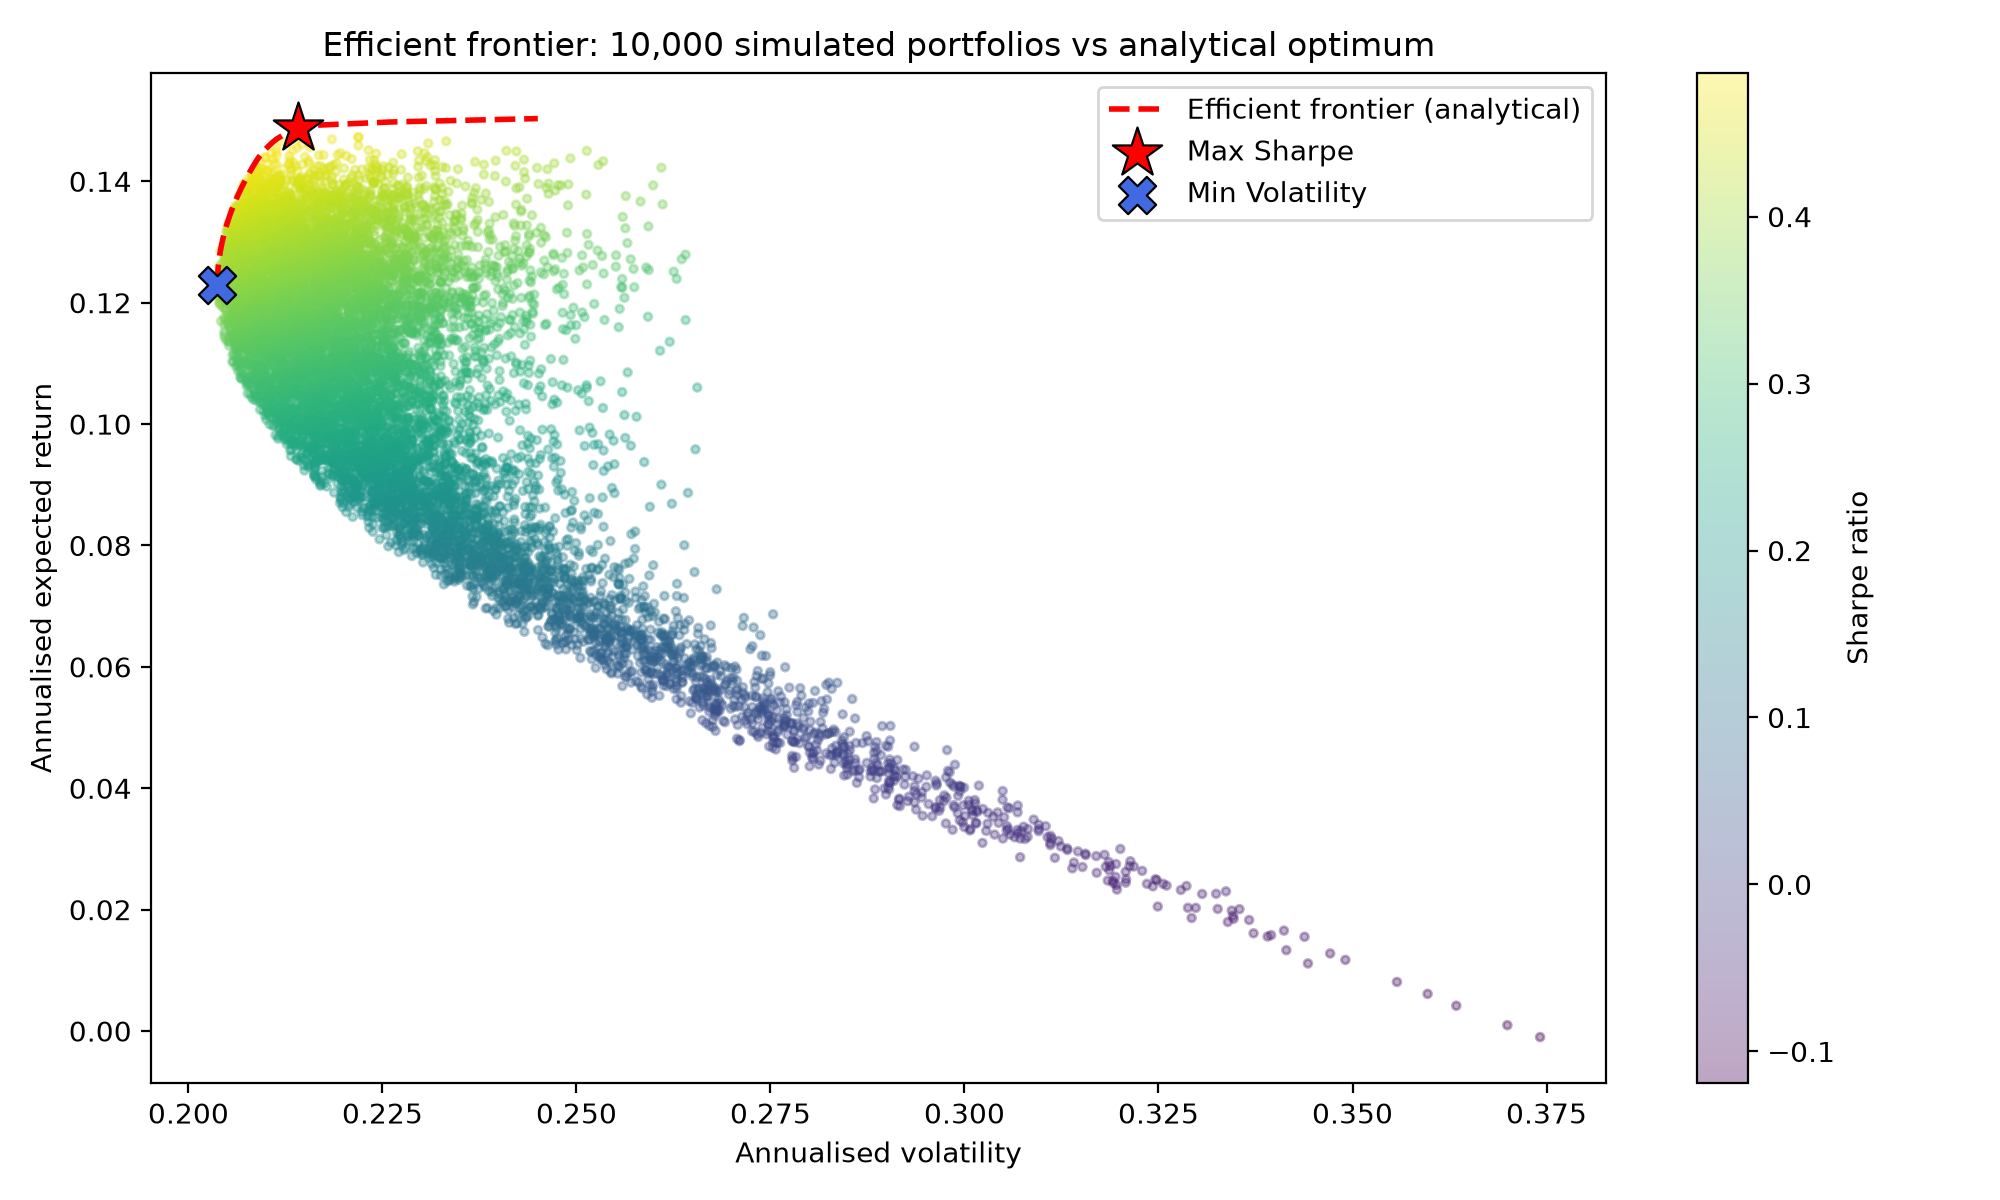 Efficient frontier: 10,000 simulated portfolios vs analytical optimum
Efficient frontier (analytical)
Max Sharpe
Min Volatility
Annualised expected return
0.14
0.12
0.10
0.08
0.06
0.04
0.02
0.00
0.200 0.225 0.250 0.275 0.300 0.325 0.350 0.375
Annualised volatility
0.4
0.3
0.2
0.1
0.0
−0.1
Sharpe ratio